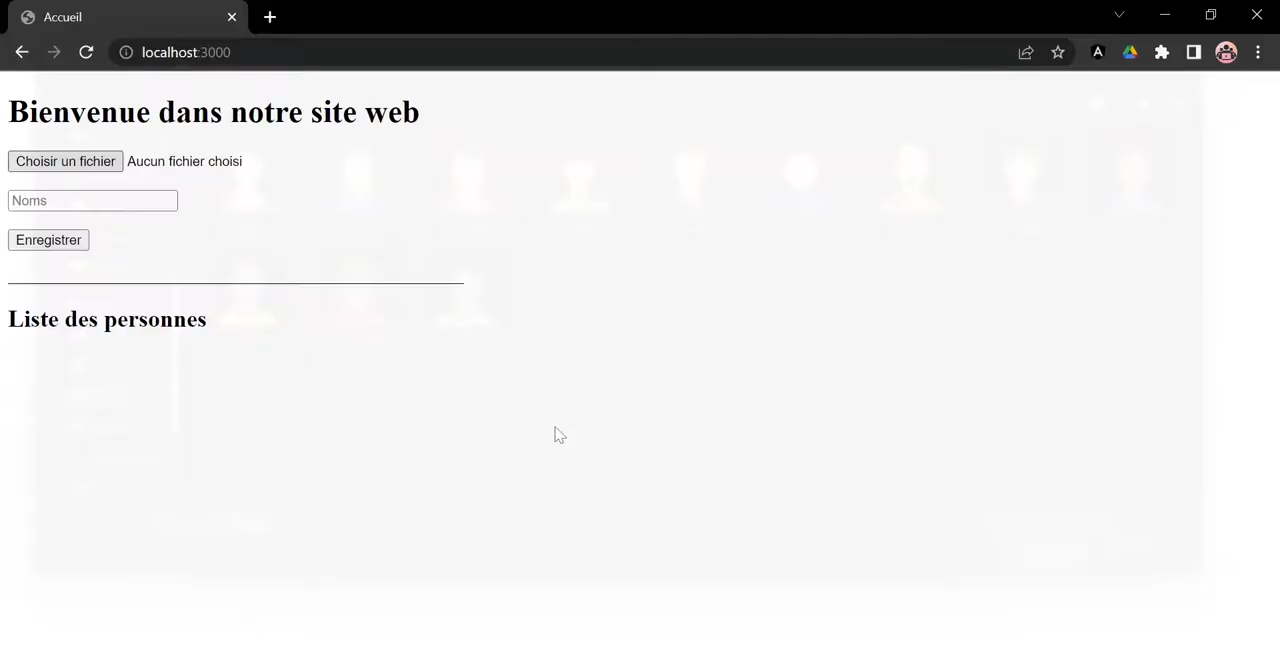 Accueil
localhost:3000
Bienvenue dans notre site web
Choisir un fichier Aucun fichier choisi
Noms
Enregistrer
Liste des personnes